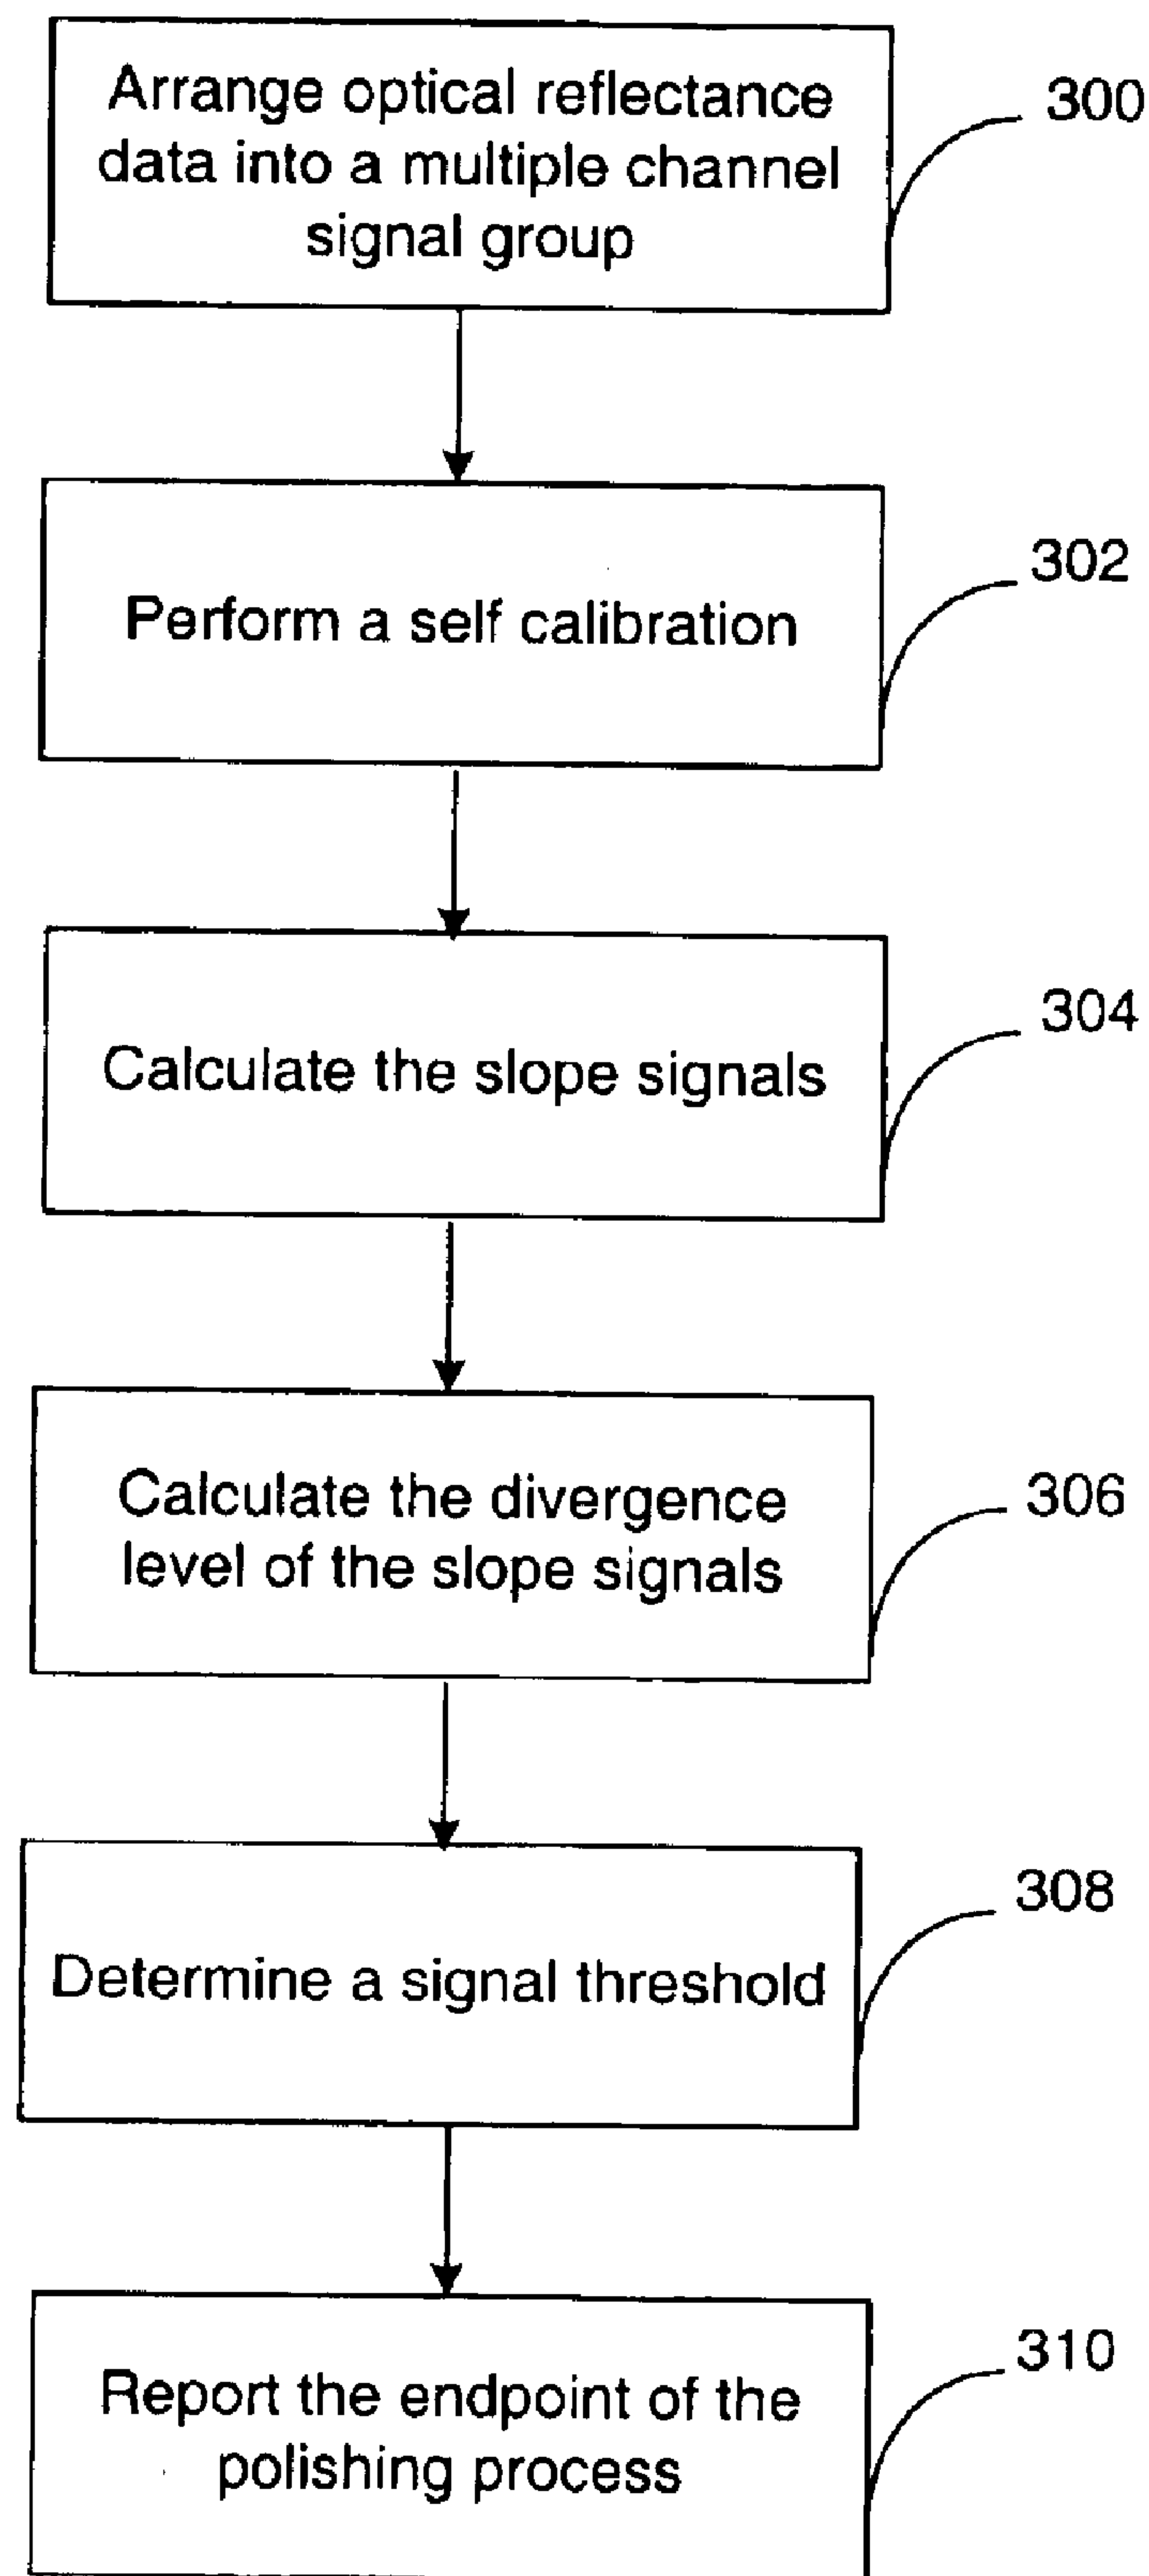 Arrange optical reflectance
data into a multiple channel
signal group
300
Perform a self calibration
302
Calculate the slope signals
304
Calculate the divergence
level of the slope signals
306
Determine a signal threshold
308
Report the endpoint of the
polishing process
310